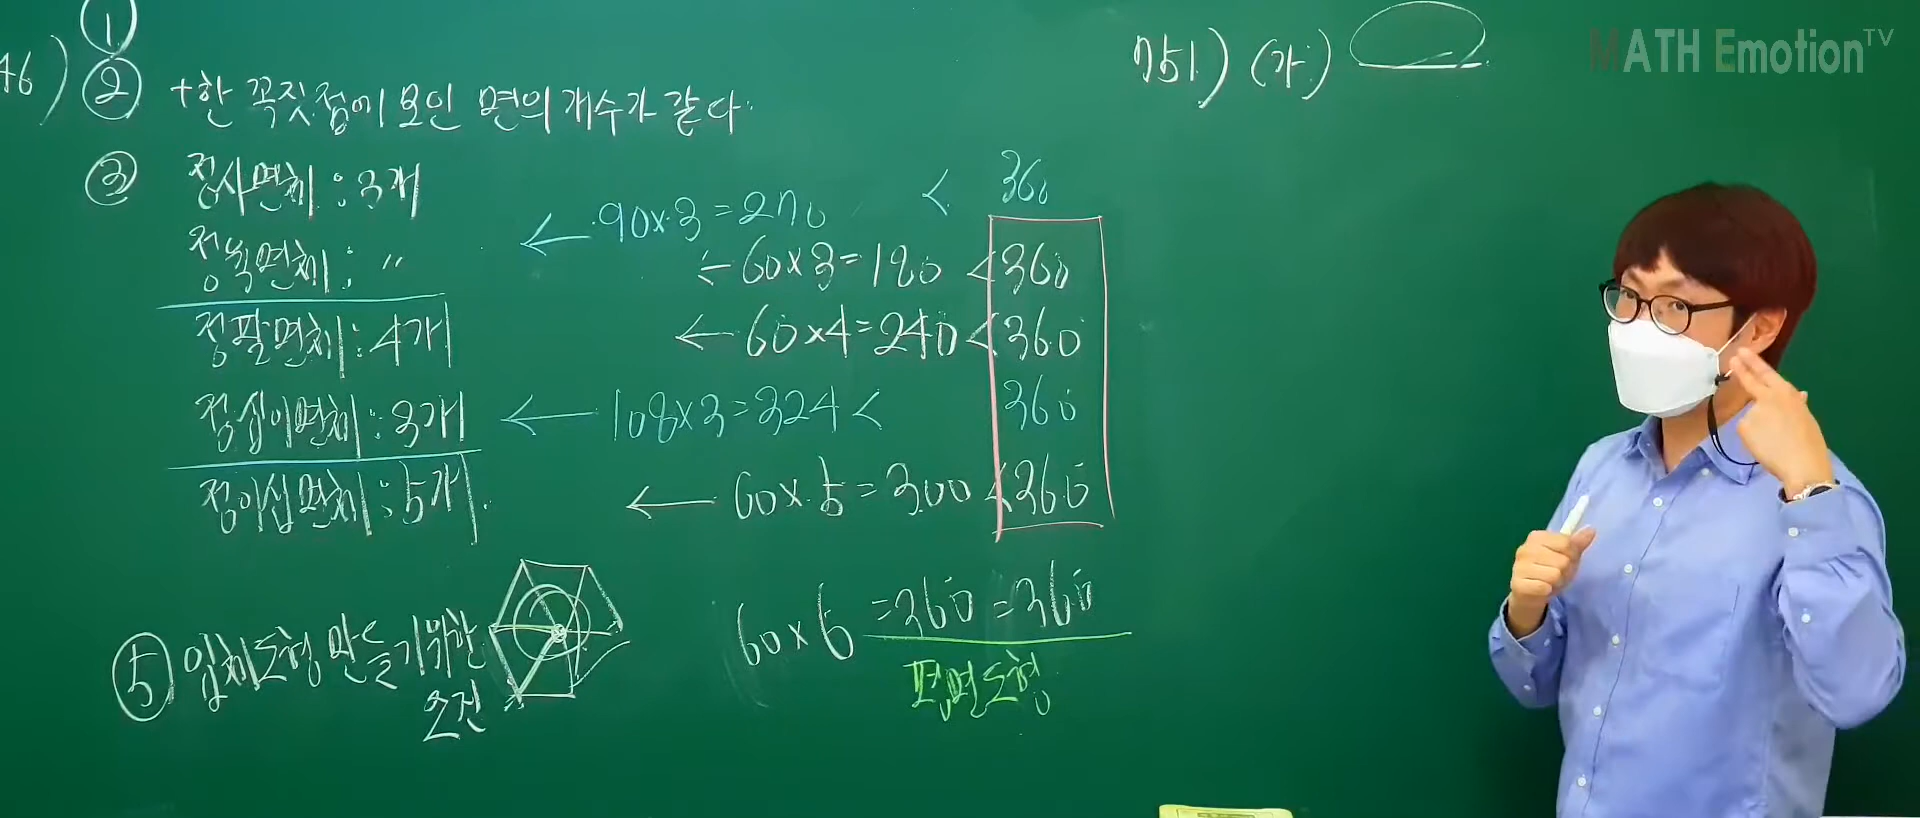 MATH Emotion TV
①
46) ② +한 꼭짓점에 모인 면의 개수가 같다.
③ 정사면체 : 3개
정육면체 : 〃
정팔면체 : 4개
정십이면체 : 3개
정이십면체 : 5개.
← 90×3=270 < 360
← 60×3=180 < 360
← 60×4=240 < 360
← 108×3=324 < 360
← 60×5=300 < 360
⑤ 입체도형 만들기 위한
조건
60×6 =360 =360
평면도형
751) (가)